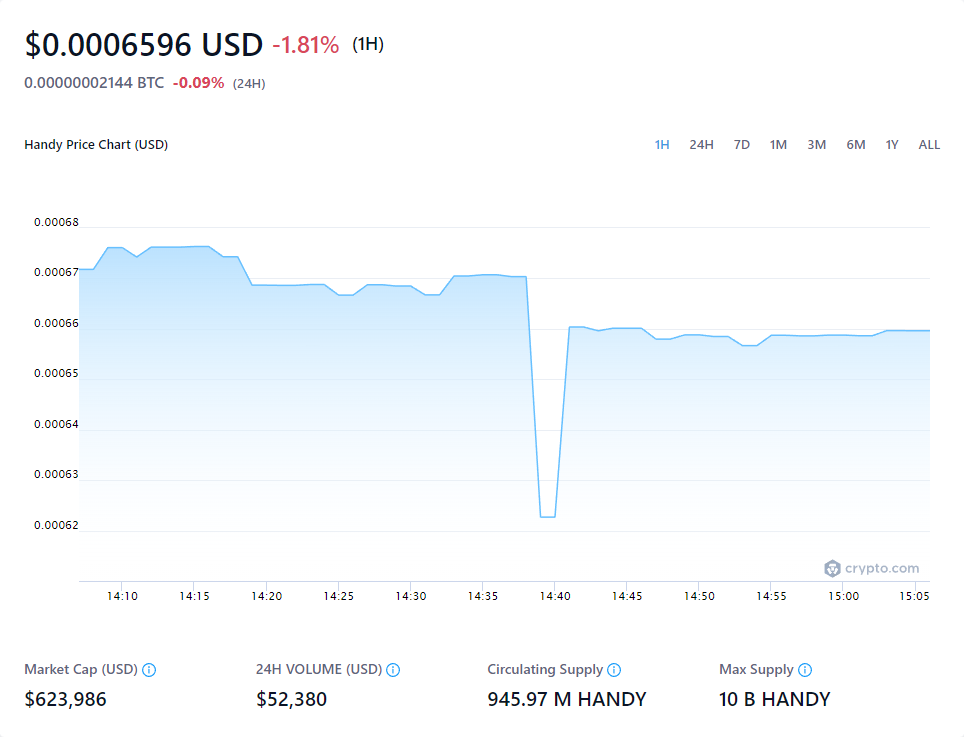 $0.0006596 USD -1.81% (1H)
0.00000002144 BTC -0.09% (24H)
Handy Price Chart (USD) 1H 24H 7D 1M 3M 6M 1Y ALL
0.00068
0.00067
0.00066
0.00065
0.00064
0.00063
0.00062
crypto.com
14:10 14:15 14:20 14:25 14:30 14:35 14:40 14:45 14:50 14:55 15:00 15:05
Market Cap (USD) 24H VOLUME (USD) Circulating Supply Max Supply
$623,986 $52,380 945.97 M HANDY 10 B HANDY